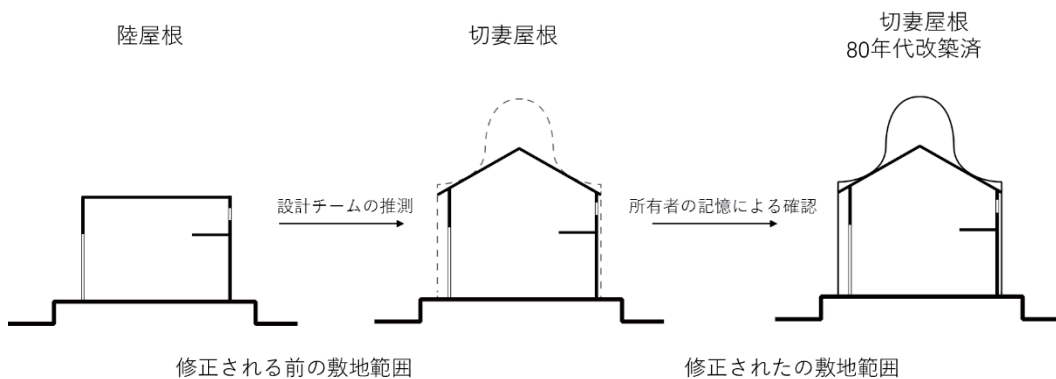 陸屋根
切妻屋根
切妻屋根
80年代改築済
設計チームの推測
所有者の記憶による確認
修正される前の敷地範囲
修正されたの敷地範囲